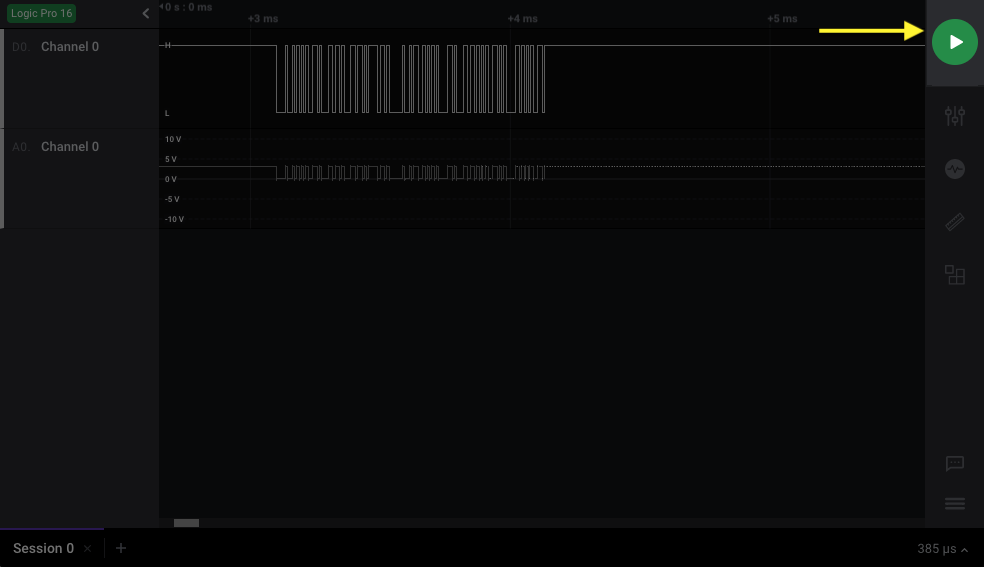 Logic Pro 16
0 s : 0 ms
+3 ms
+4 ms
+5 ms
D0. Channel 0
H
L
A0. Channel 0
10 V
5 V
0 V
-5 V
-10 V
Session 0
385 µs